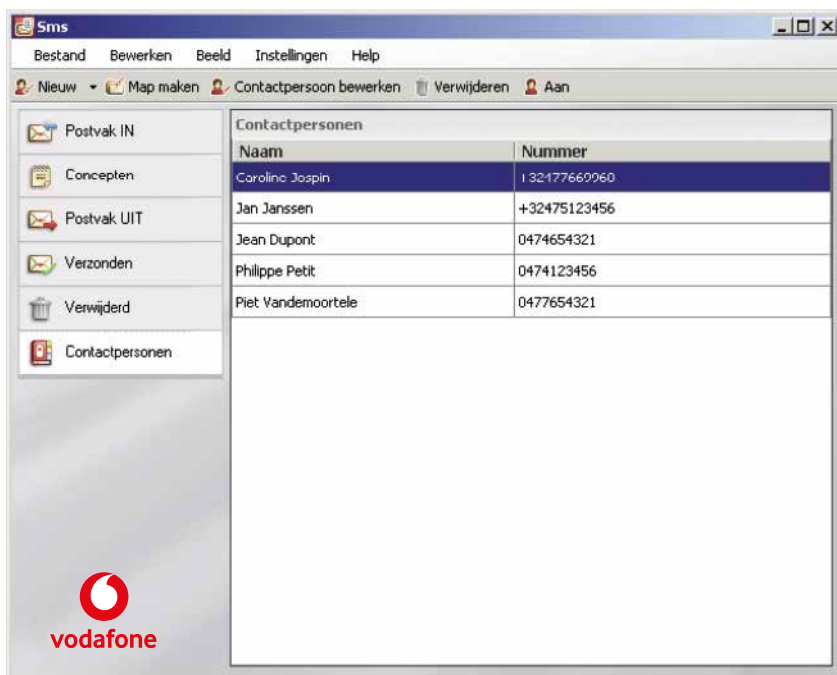 Sms
Bestand Bewerken Beeld Instellingen Help
Nieuw Map maken Contactpersoon bewerken Verwijderen Aan
Postvak IN
Concepten
Postvak UIT
Verzonden
Verwijderd
Contactpersonen
Contactpersonen
Naam Nummer
Caroline Jospin +32477669960
Jan Janssen +32475123456
Jean Dupont 0474654321
Philippe Petit 0474123456
Piet Vandemoortele 0477654321
vodafone